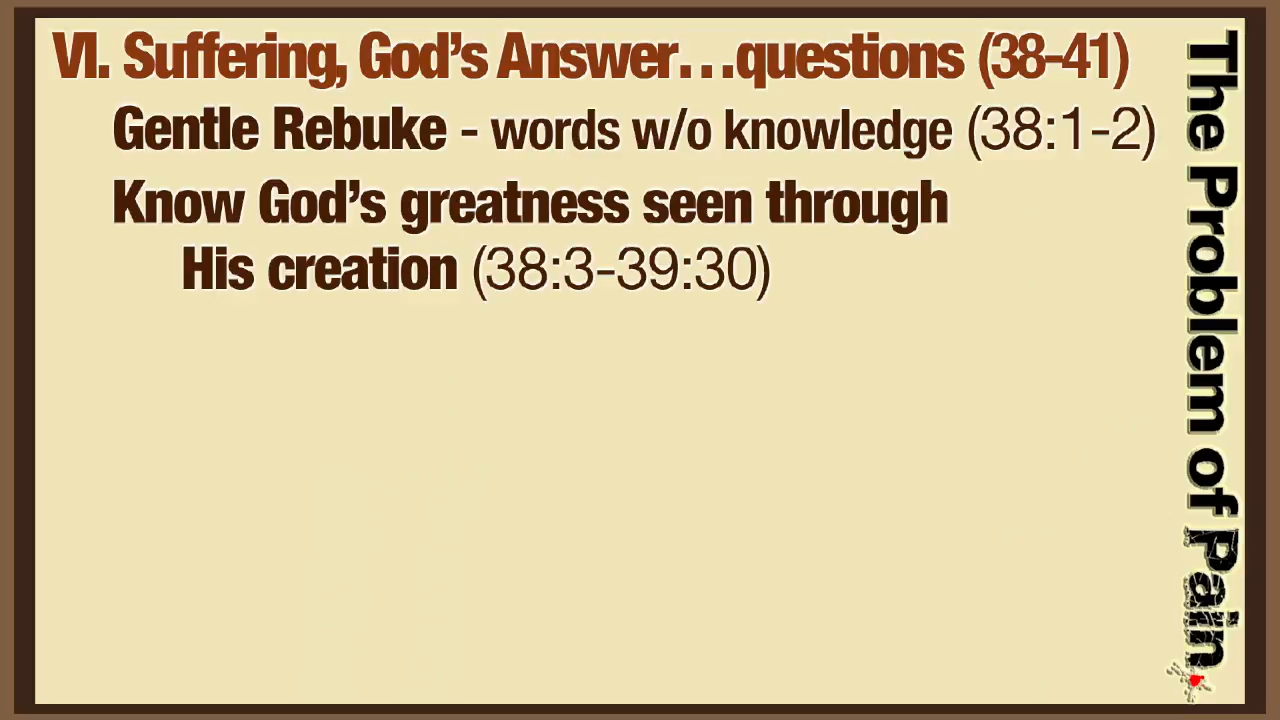 VI. Suffering, God's Answer…questions (38-41)
Gentle Rebuke - words w/o knowledge (38:1-2)
Know God's greatness seen through
His creation (38:3-39:30)
The Problem of Pain